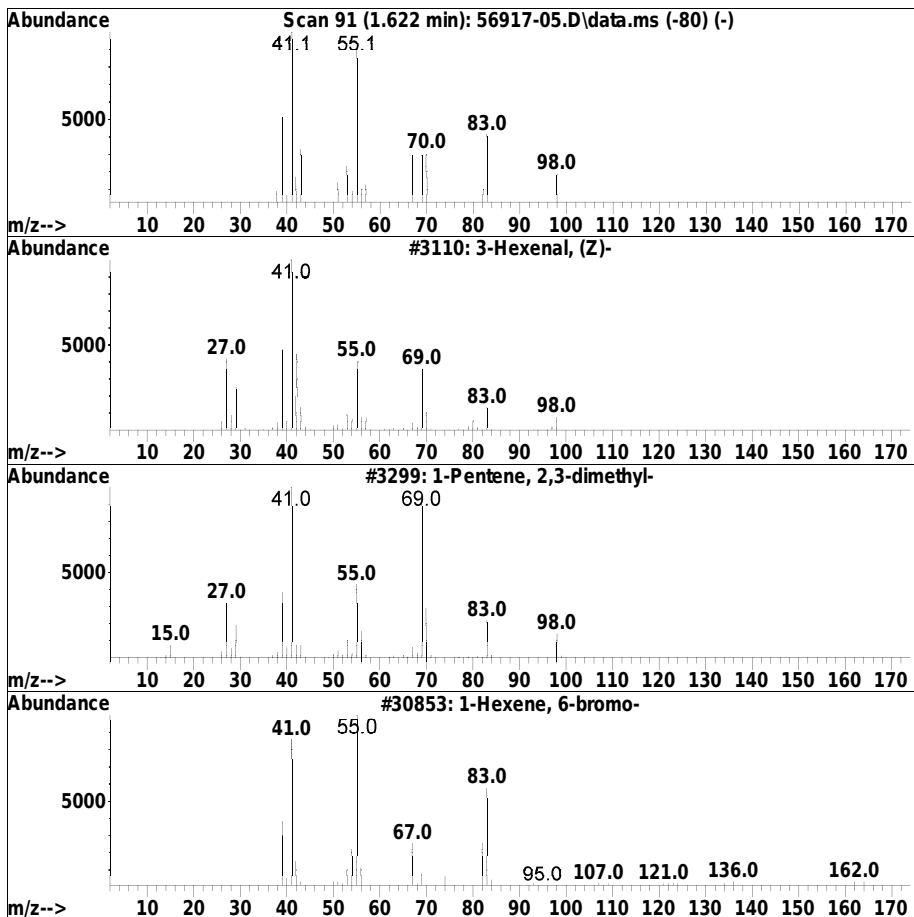 Abundance Scan 91 (1.622 min): 56917-05.D\data.ms (-80) (-)
41.1 55.1
5000
70.0 83.0 98.0
m/z--> 10 20 30 40 50 60 70 80 90 100 110 120 130 140 150 160 170
Abundance #3110: 3-Hexenal, (Z)-
41.0
5000
27.0 55.0 69.0 83.0 98.0
m/z--> 10 20 30 40 50 60 70 80 90 100 110 120 130 140 150 160 170
Abundance #3299: 1-Pentene, 2,3-dimethyl-
41.0 69.0
5000
15.0 27.0 55.0 83.0 98.0
m/z--> 10 20 30 40 50 60 70 80 90 100 110 120 130 140 150 160 170
Abundance #30853: 1-Hexene, 6-bromo-
41.0 55.0
83.0
5000
67.0
95.0 107.0 121.0 136.0 162.0
m/z--> 10 20 30 40 50 60 70 80 90 100 110 120 130 140 150 160 170